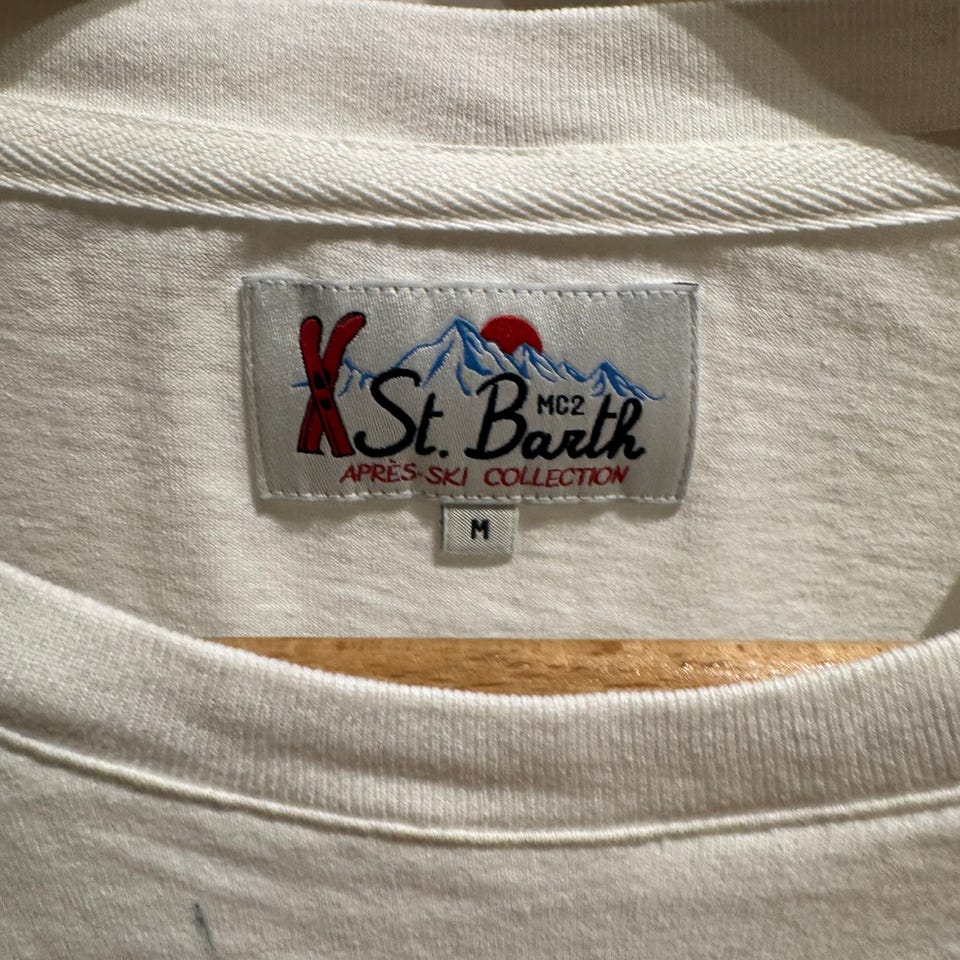 St. Barth
MC2
APRÈS-SKI COLLECTION
M